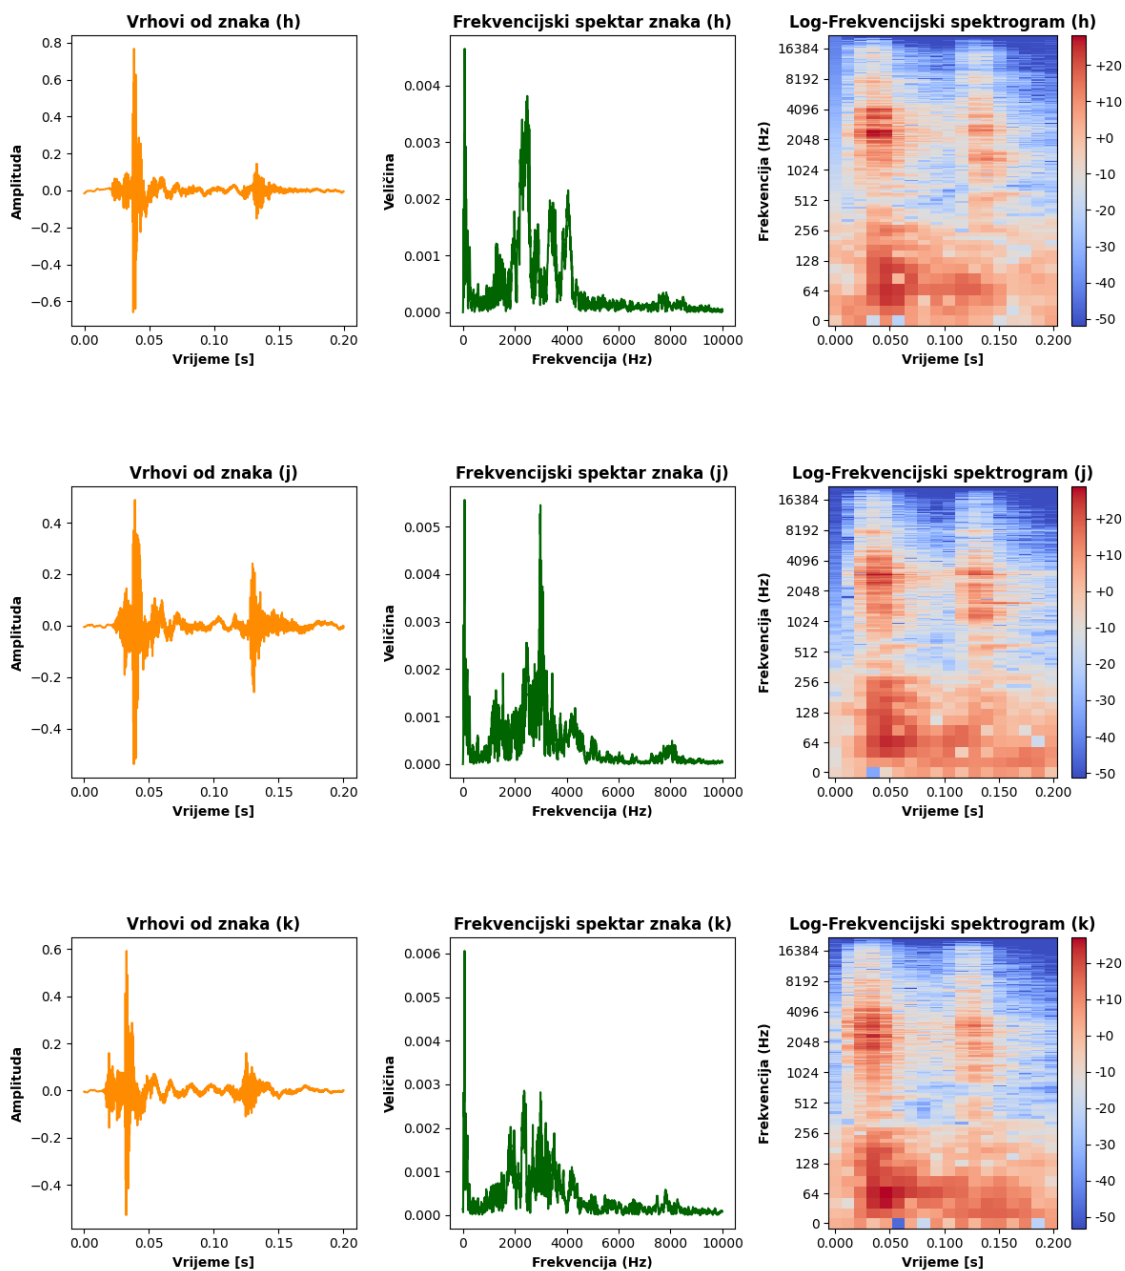 Vrhovi od znaka (h)
Amplituda
0.8
0.6
0.4
0.2
0.0
−0.2
−0.4
−0.6
0.00 0.05 0.10 0.15 0.20
Vrijeme [s]
Frekvencijski spektar znaka (h)
Veličina
0.004
0.003
0.002
0.001
0.000
0 2000 4000 6000 8000 10000
Frekvencija (Hz)
Log-Frekvencijski spektrogram (h)
Frekvencija (Hz)
16384
8192
4096
2048
1024
512
256
128
64
0
0.000 0.050 0.100 0.150 0.200
Vrijeme [s]
+20
+10
+0
-10
-20
-30
-40
-50
Vrhovi od znaka (j)
Amplituda
0.4
0.2
0.0
−0.2
−0.4
0.00 0.05 0.10 0.15 0.20
Vrijeme [s]
Frekvencijski spektar znaka (j)
Veličina
0.005
0.004
0.003
0.002
0.001
0.000
0 2000 4000 6000 8000 10000
Frekvencija (Hz)
Log-Frekvencijski spektrogram (j)
Frekvencija (Hz)
16384
8192
4096
2048
1024
512
256
128
64
0
0.000 0.050 0.100 0.150 0.200
Vrijeme [s]
+20
+10
+0
-10
-20
-30
-40
-50
Vrhovi od znaka (k)
Amplituda
0.6
0.4
0.2
0.0
−0.2
−0.4
0.00 0.05 0.10 0.15 0.20
Vrijeme [s]
Frekvencijski spektar znaka (k)
Veličina
0.006
0.005
0.004
0.003
0.002
0.001
0.000
0 2000 4000 6000 8000 10000
Frekvencija (Hz)
Log-Frekvencijski spektrogram (k)
Frekvencija (Hz)
16384
8192
4096
2048
1024
512
256
128
64
0
0.000 0.050 0.100 0.150 0.200
Vrijeme [s]
+20
+10
+0
-10
-20
-30
-40
-50